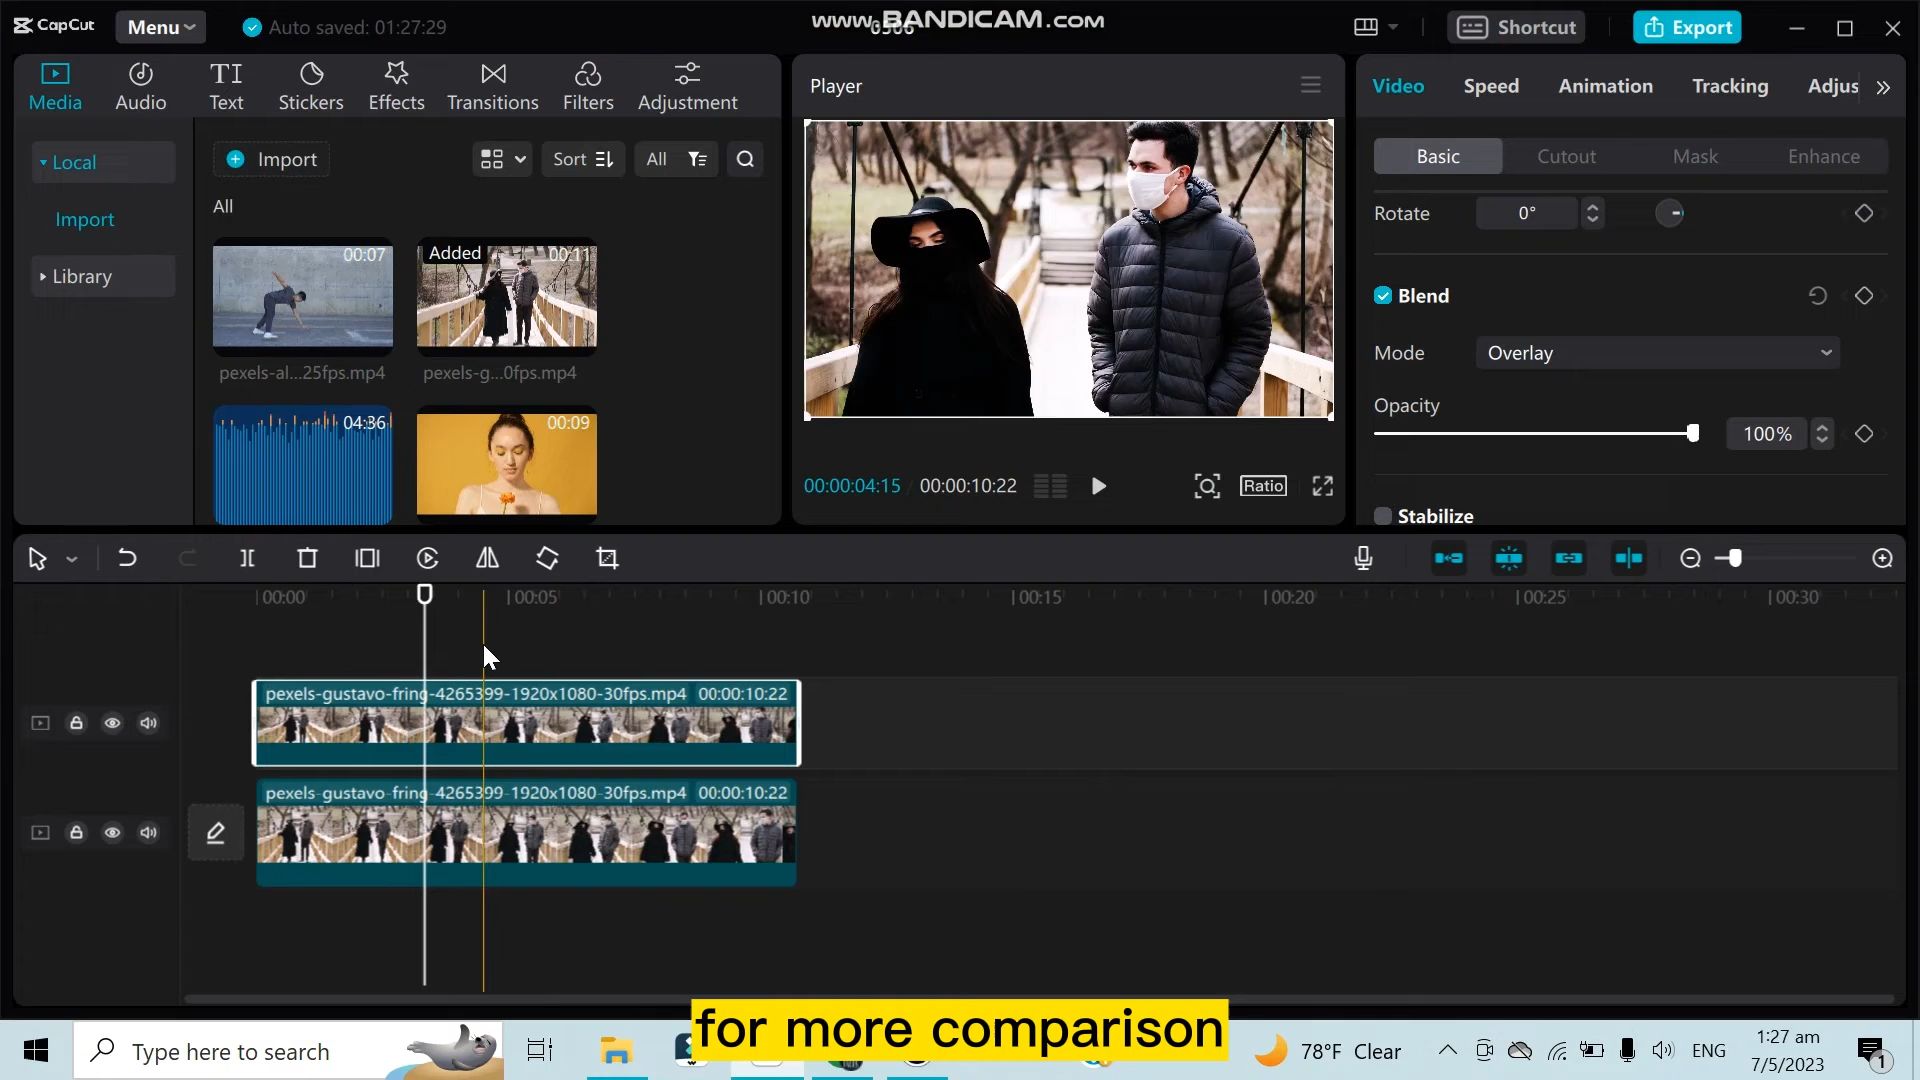 CapCut
Menu
Auto saved: 01:27:29
www.BANDICAM.com
Shortcut
Export
Media
Audio
Text
Stickers
Effects
Transitions
Filters
Adjustment
Player
Video
Speed
Animation
Tracking
Adjus
Local
Import
Sort
All
Basic
Cutout
Mask
Enhance
Import
Library
All
00:07
pexels-al...25fps.mp4
Added
00:11
pexels-g...0fps.mp4
04:36
00:09
Rotate
0°
Blend
Mode
Overlay
Opacity
100%
Stabilize
00:00:04:15
00:00:10:22
Ratio
00:00
00:05
00:10
00:15
00:20
00:25
00:30
pexels-gustavo-fring-4265399-1920x1080-30fps.mp4 00:00:10:22
pexels-gustavo-fring-4265399-1920x1080-30fps.mp4 00:00:10:22
for more comparison
Type here to search
78°F Clear
ENG
1:27 am
7/5/2023
1